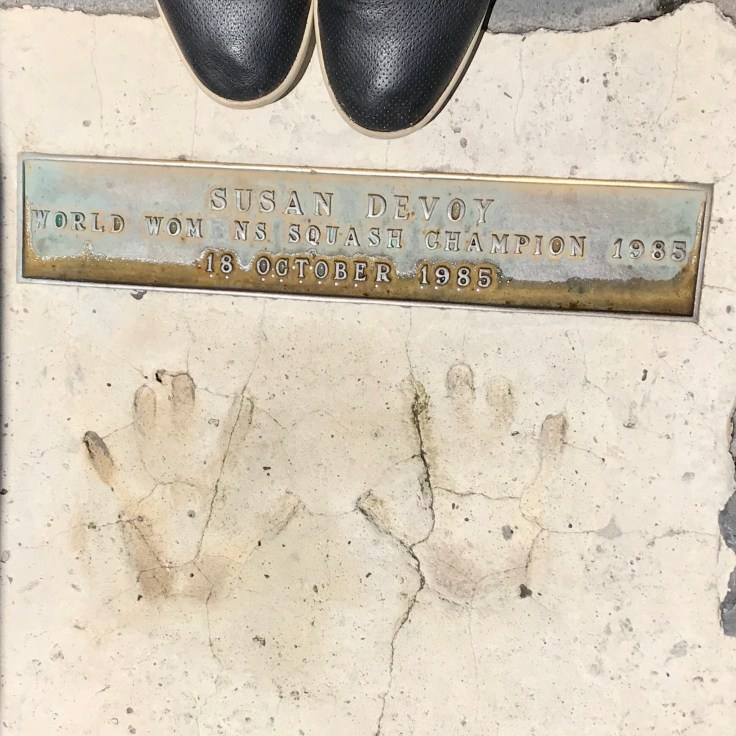 SUSAN DEVOY
WORLD WOM NS SQUASH CHAMPION 1985
18 OCTOBER 1985